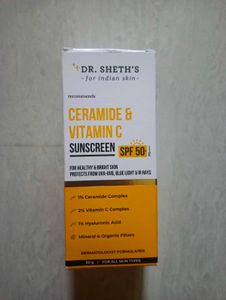 DR. SHETH'S
-for indian skin-
recommends
CERAMIDE &
VITAMIN C
SUNSCREEN SPF 50+
FOR HEALTHY & BRIGHT SKIN
PROTECTS FROM UVA-UVB, BLUE LIGHT & IR RAYS
1% Ceramide Complex
2% Vitamin C Complex
1% Hyaluronic Acid
Mineral & Organic Filters
DERMATOLOGIST FORMULATED
50 g | FOR ALL SKIN TYPES